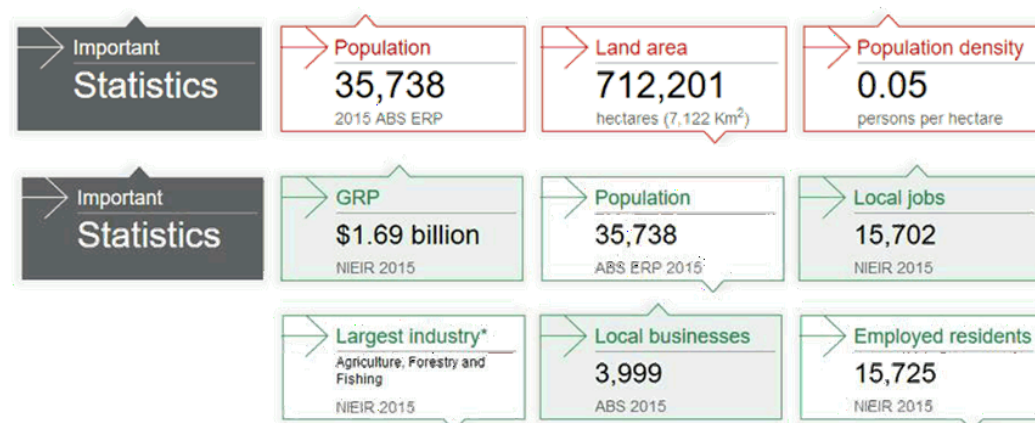 Important
Statistics
Population
35,738
2015 ABS ERP
Land area
712,201
hectares (7,122 Km²)
Population density
0.05
persons per hectare
Important
Statistics
GRP
$1.69 billion
NIEIR 2015
Population
35,738
ABS ERP 2015
Local jobs
15,702
NIEIR 2015
Largest industry*
Agriculture, Forestry and
Fishing
NIEIR 2015
Local businesses
3,999
ABS 2015
Employed residents
15,725
NIEIR 2015